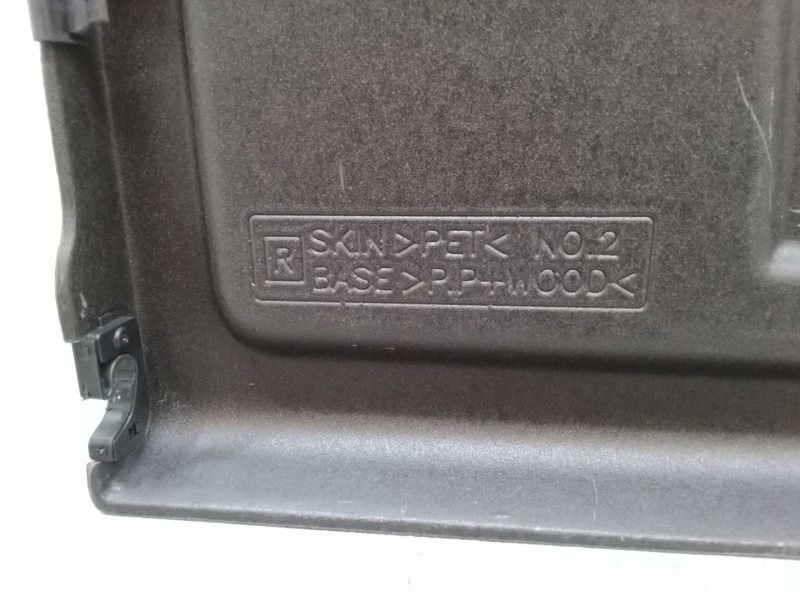 R
SKIN >PET< NO.2
BASE >P.P+WOOD<